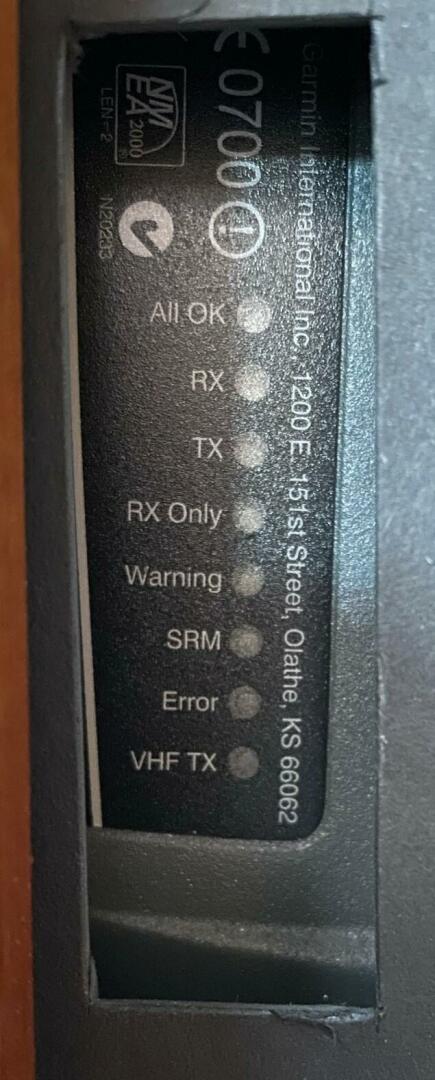 Garmin International Inc., 1200 E. 151st Street, Olathe, KS 66062
CE 0700
NMEA 2000
LEN-2
N20233
All OK
RX
TX
RX Only
Warning
SRM
Error
VHF TX